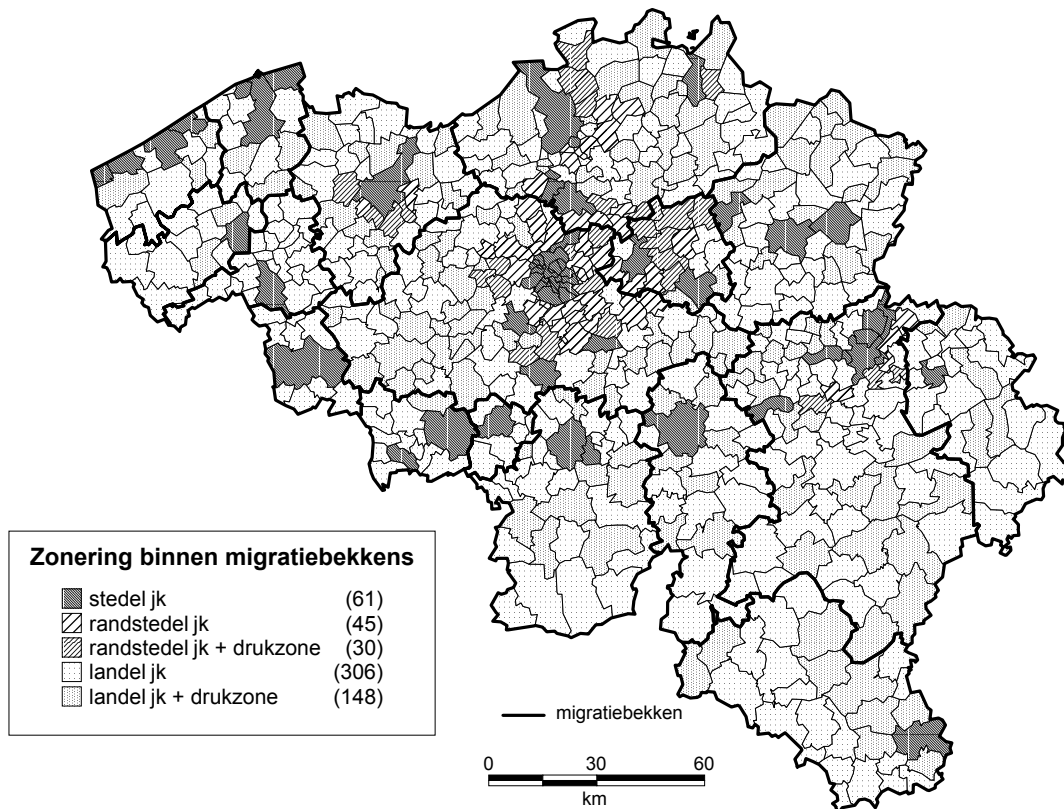 Zonering binnen migratiebekkens
stedel jk (61)
randstedel jk (45)
randstedel jk + drukzone (30)
landel jk (306)
landel jk + drukzone (148)
migratiebekken
0 30 60
km